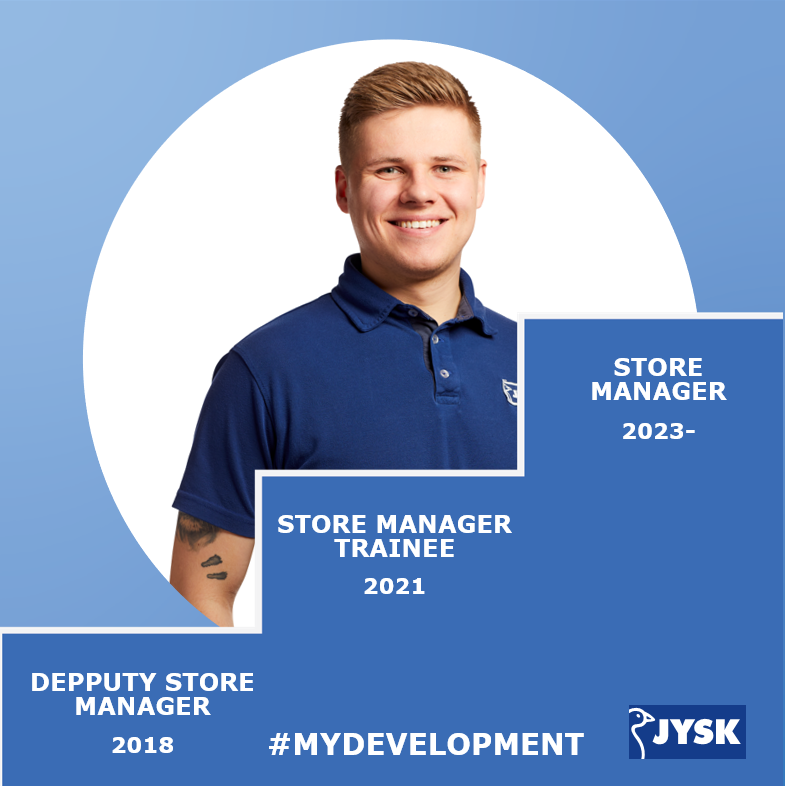 STORE
MANAGER
2023-
STORE MANAGER
TRAINEE
2021
DEPPUTY STORE
MANAGER
2018
#MYDEVELOPMENT
JYSK